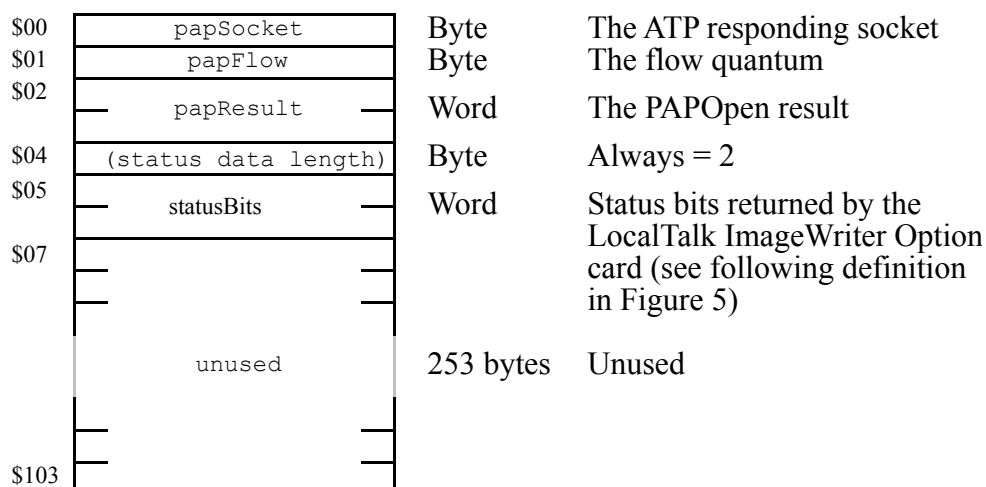 $00 papSocket Byte The ATP responding socket
$01 papFlow Byte The flow quantum
$02 papResult Word The PAPOpen result
$04 (status data length) Byte Always = 2
$05 statusBits Word Status bits returned by the
LocalTalk ImageWriter Option
$07 card (see following definition
in Figure 5)
unused 253 bytes Unused
$103